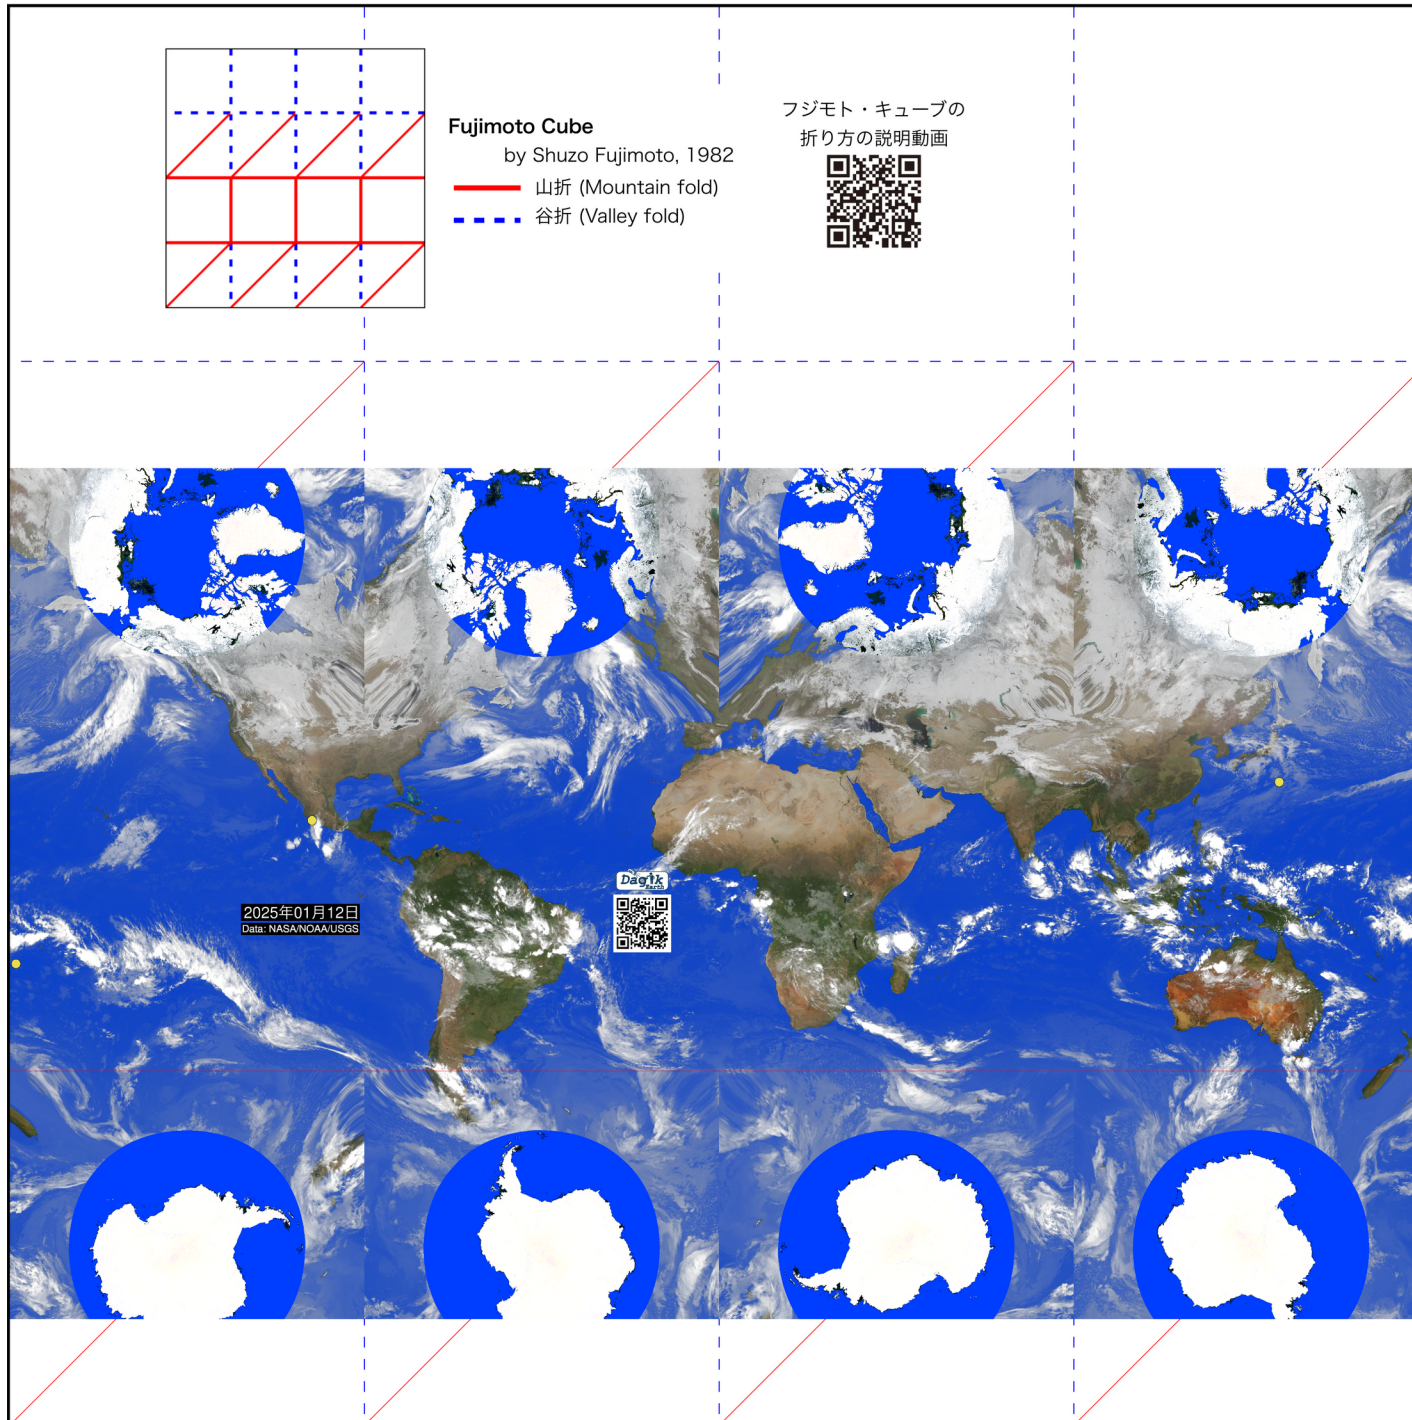 Fujimoto Cube
by Shuzo Fujimoto, 1982
山折 (Mountain fold)
谷折 (Valley fold)
フジモト・キューブの
折り方の説明動画
Dagik
Earth
2025年01月12日
Data: NASA/NOAA/USGS